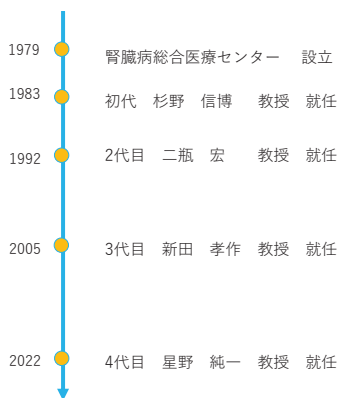 1979 腎臓病総合医療センター 設立
1983 初代 杉野 信博 教授 就任
1992 2代目 二瓶 宏 教授 就任
2005 3代目 新田 孝作 教授 就任
2022 4代目 星野 純一 教授 就任